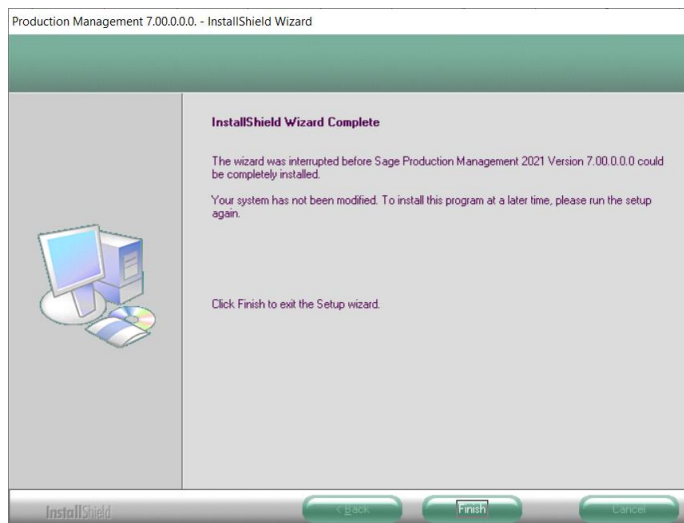 Production Management 7.00.0.0.0. - InstallShield Wizard
InstallShield Wizard Complete
The wizard was interrupted before Sage Production Management 2021 Version 7.00.0.0.0 could
be completely installed.
Your system has not been modified. To install this program at a later time, please run the setup
again.
Click Finish to exit the Setup wizard.
InstallShield
< Back
Finish
Cancel